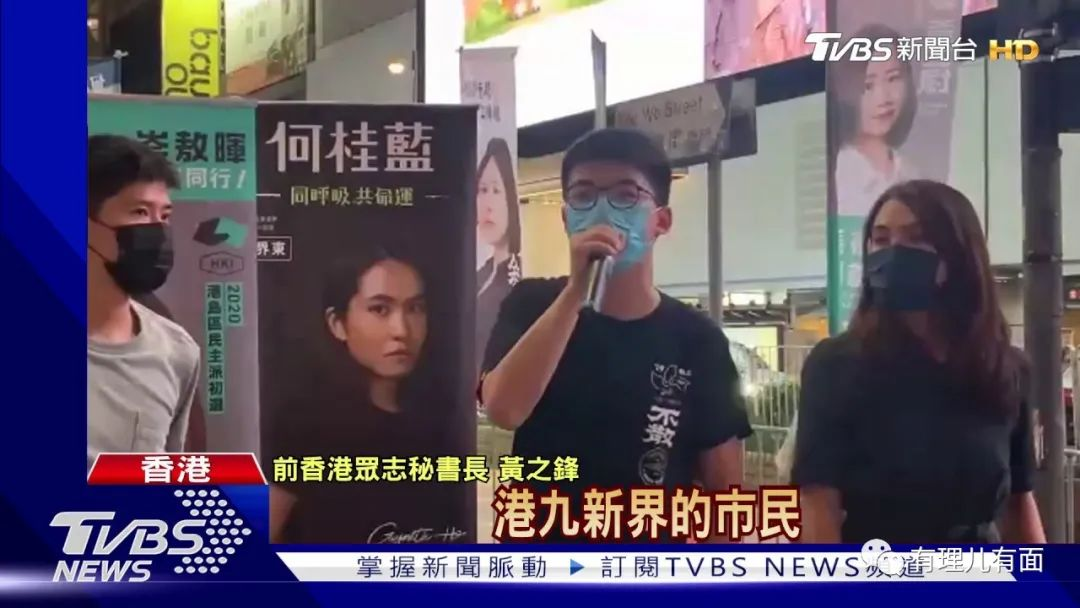 TVBS新聞台 HD
岑敖暉
同行！
HKI
2020
港島區民主派初選
何桂藍
同呼吸 共命運
界東
不散
香港
前香港眾志秘書長 黃之鋒
港九新界的市民
TVBS
NEWS
掌握新聞脈動 ▶ 訂閱TVBS NEWS頻道
有理儿有面